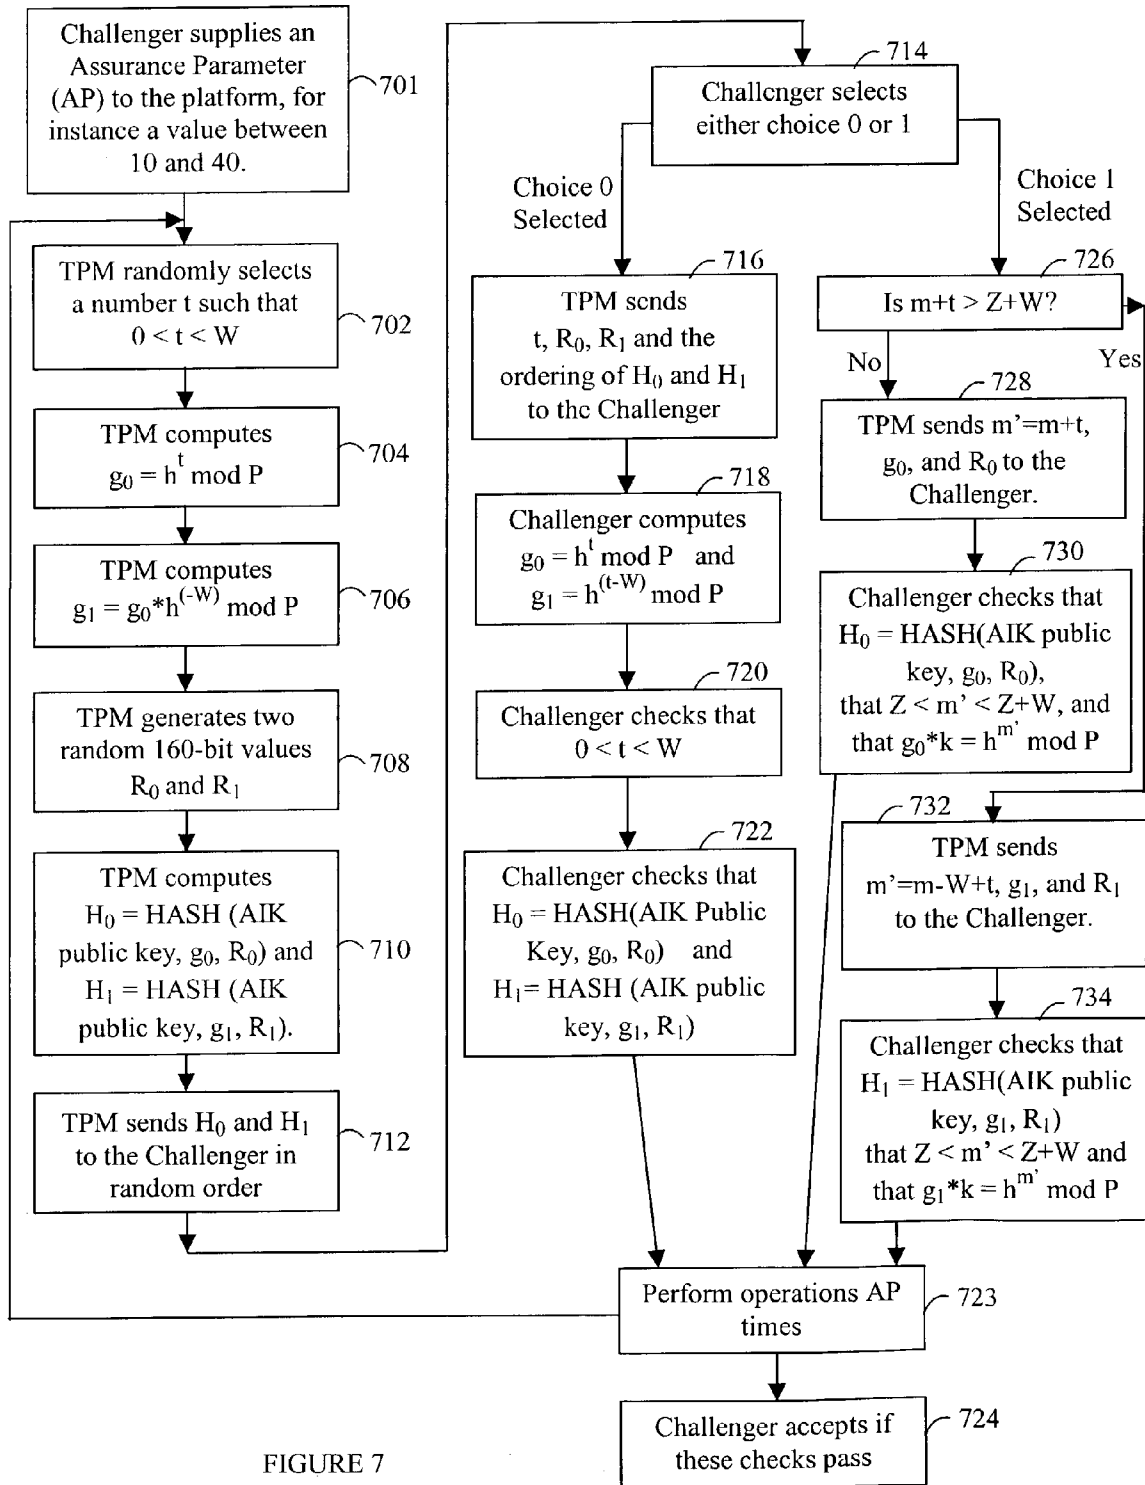 Challenger supplies an
Assurance Parameter
(AP) to the platform, for
instance a value between
10 and 40.
701
TPM randomly selects
a number t such that
0 < t < W
702
TPM computes
g₀ = hᵗ mod P
704
TPM computes
g₁ = g₀*h⁽⁻ᵂ⁾ mod P
706
TPM generates two
random 160-bit values
R₀ and R₁
708
TPM computes
H₀ = HASH (AIK
public key, g₀, R₀) and
H₁ = HASH (AIK
public key, g₁, R₁).
710
TPM sends H₀ and H₁
to the Challenger in
random order
712
714
Challenger selects
either choice 0 or 1
Choice 0
Selected
Choice 1
Selected
716
TPM sends
t, R₀, R₁ and the
ordering of H₀ and H₁
to the Challenger
718
Challenger computes
g₀ = hᵗ mod P and
g₁ = h⁽ᵗ⁻ᵂ⁾ mod P
720
Challenger checks that
0 < t < W
722
Challenger checks that
H₀ = HASH(AIK Public
Key, g₀, R₀) and
H₁= HASH (AIK public
key, g₁, R₁)
726
Is m+t > Z+W?
No
Yes
728
TPM sends m'=m+t,
g₀, and R₀ to the
Challenger.
730
Challenger checks that
H₀ = HASH(AIK public
key, g₀, R₀),
that Z < m' < Z+W, and
that g₀*k = hᵐ' mod P
732
TPM sends
m'=m-W+t, g₁, and R₁
to the Challenger.
734
Challenger checks that
H₁ = HASH(AIK public
key, g₁, R₁)
that Z < m' < Z+W and
that g₁*k = hᵐ' mod P
Perform operations AP
times
723
Challenger accepts if
these checks pass
724
FIGURE 7